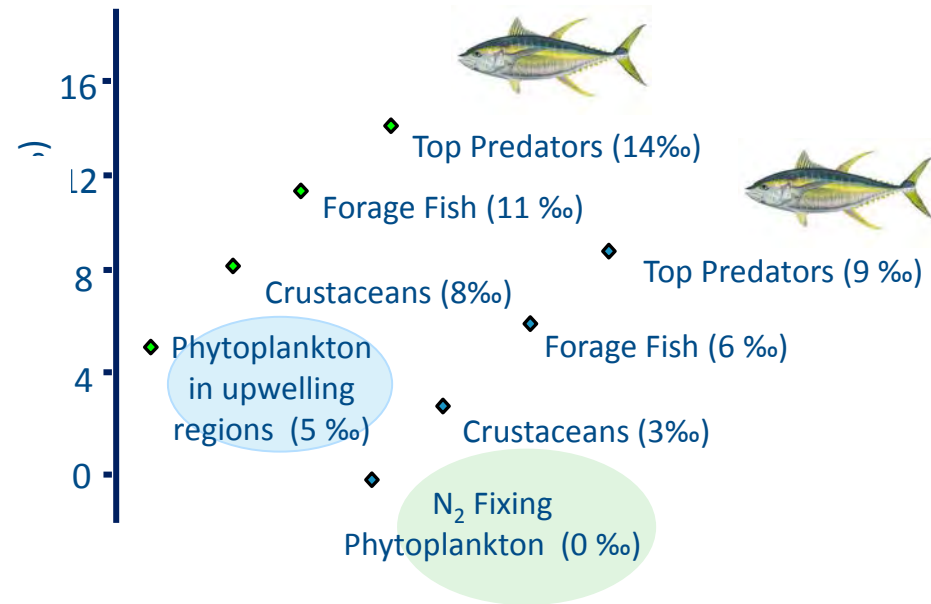 16
12
8
4
0
Top Predators (14‰)
Forage Fish (11 ‰)
Crustaceans (8‰)
Phytoplankton
in upwelling
regions (5 ‰)
Top Predators (9 ‰)
Forage Fish (6 ‰)
Crustaceans (3‰)
N₂ Fixing
Phytoplankton (0 ‰)